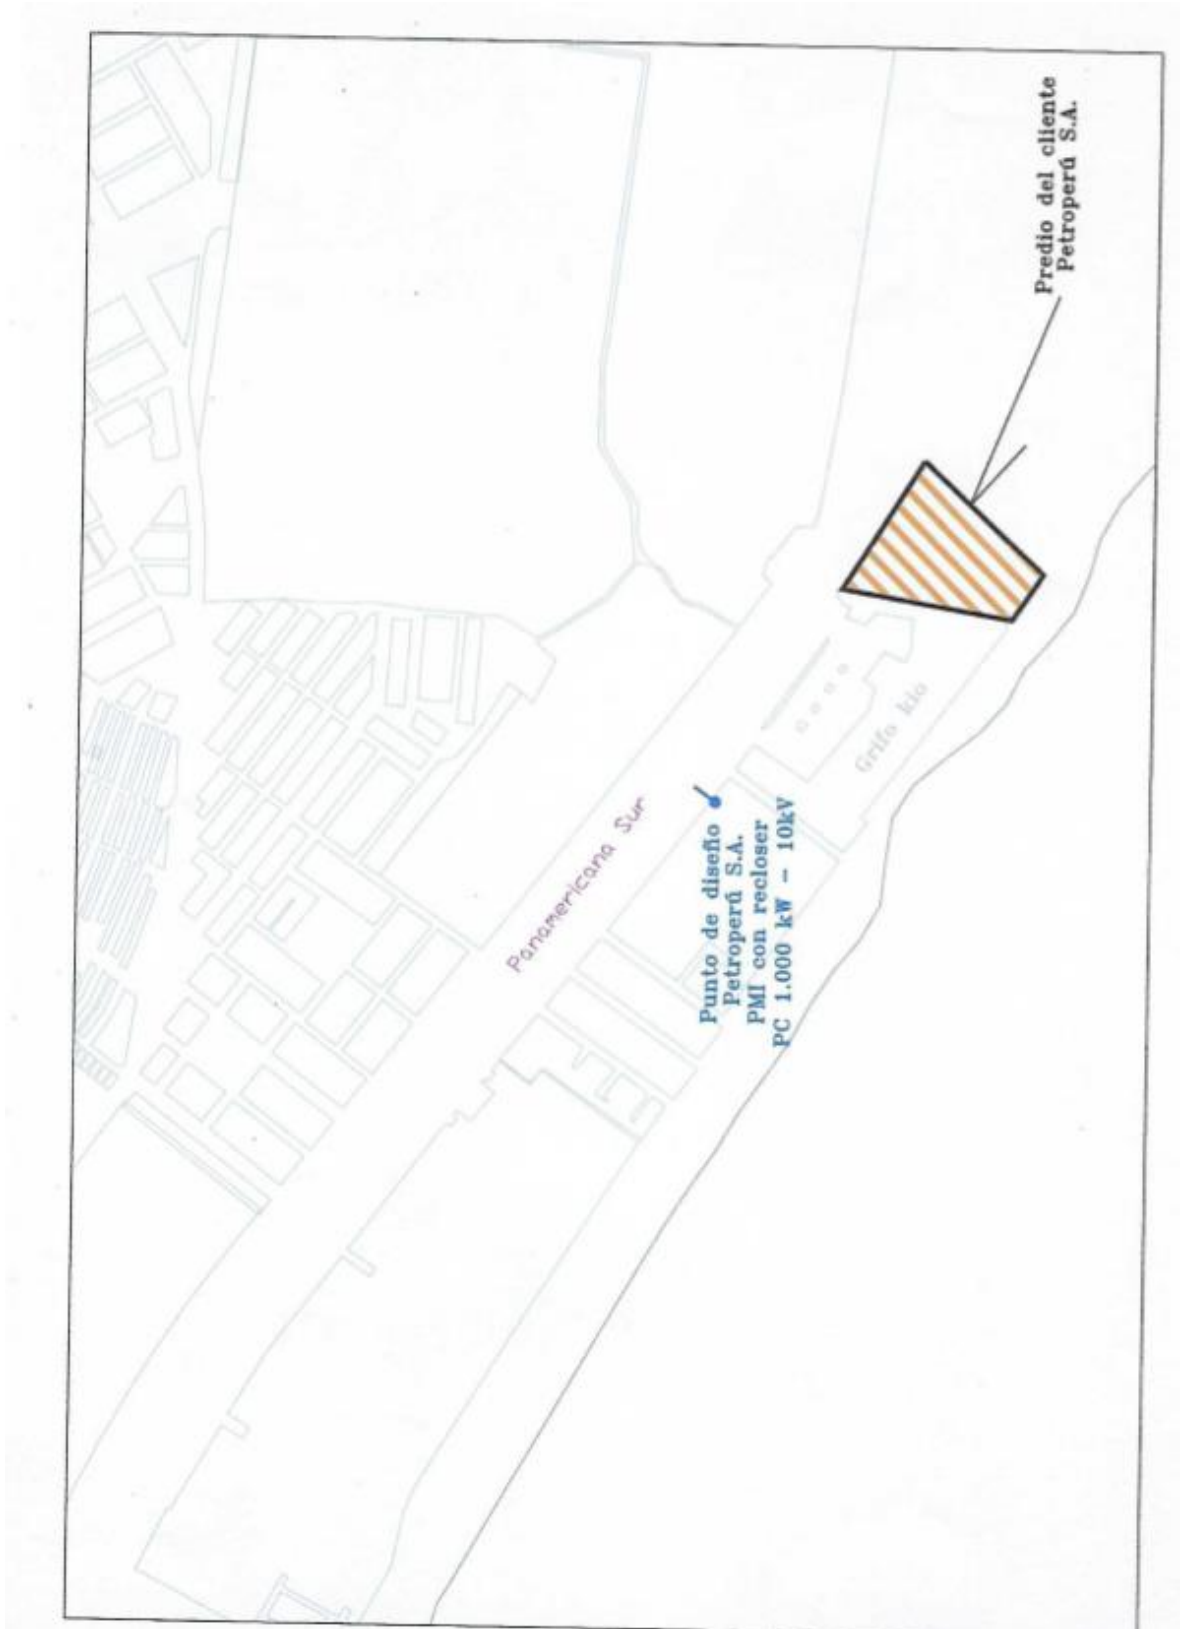 Predio del cliente
Petroperú S.A.
Grifo kio
Panamericana Sur
Punto de diseño
Petroperú S.A.
PMI con recloser
PC 1.000 kW - 10kV